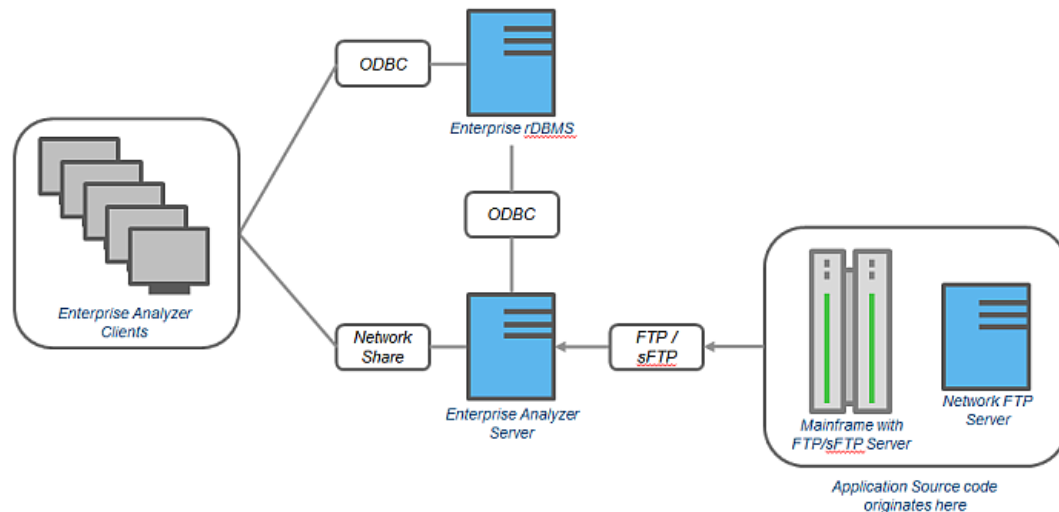 ODBC
Enterprise rDBMS
ODBC
Enterprise Analyzer
Clients
Network
Share
FTP /
sFTP
Enterprise Analyzer
Server
Mainframe with
FTP/sFTP Server
Network FTP
Server
Application Source code
originates here